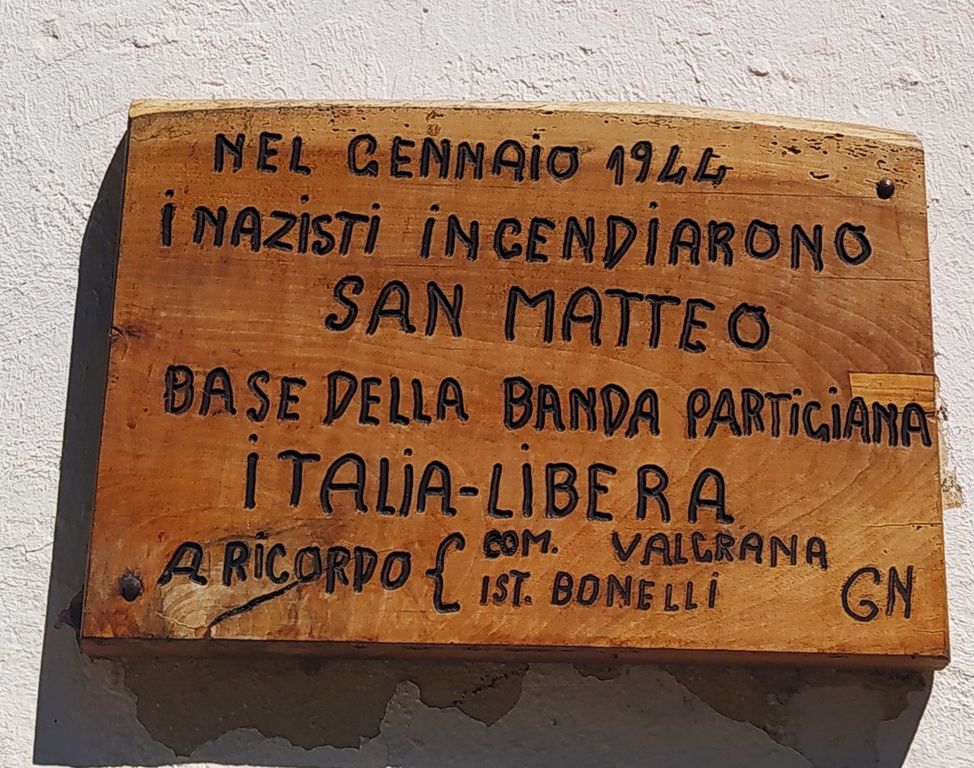 NEL GENNAIO 1944
I NAZISTI INCENDIARONO
SAN MATTEO
BASE DELLA BANDA PARTIGIANA
ITALIA-LIBERA
A RICORDO { COM. VALGRANA
IST. BONELLI
GN